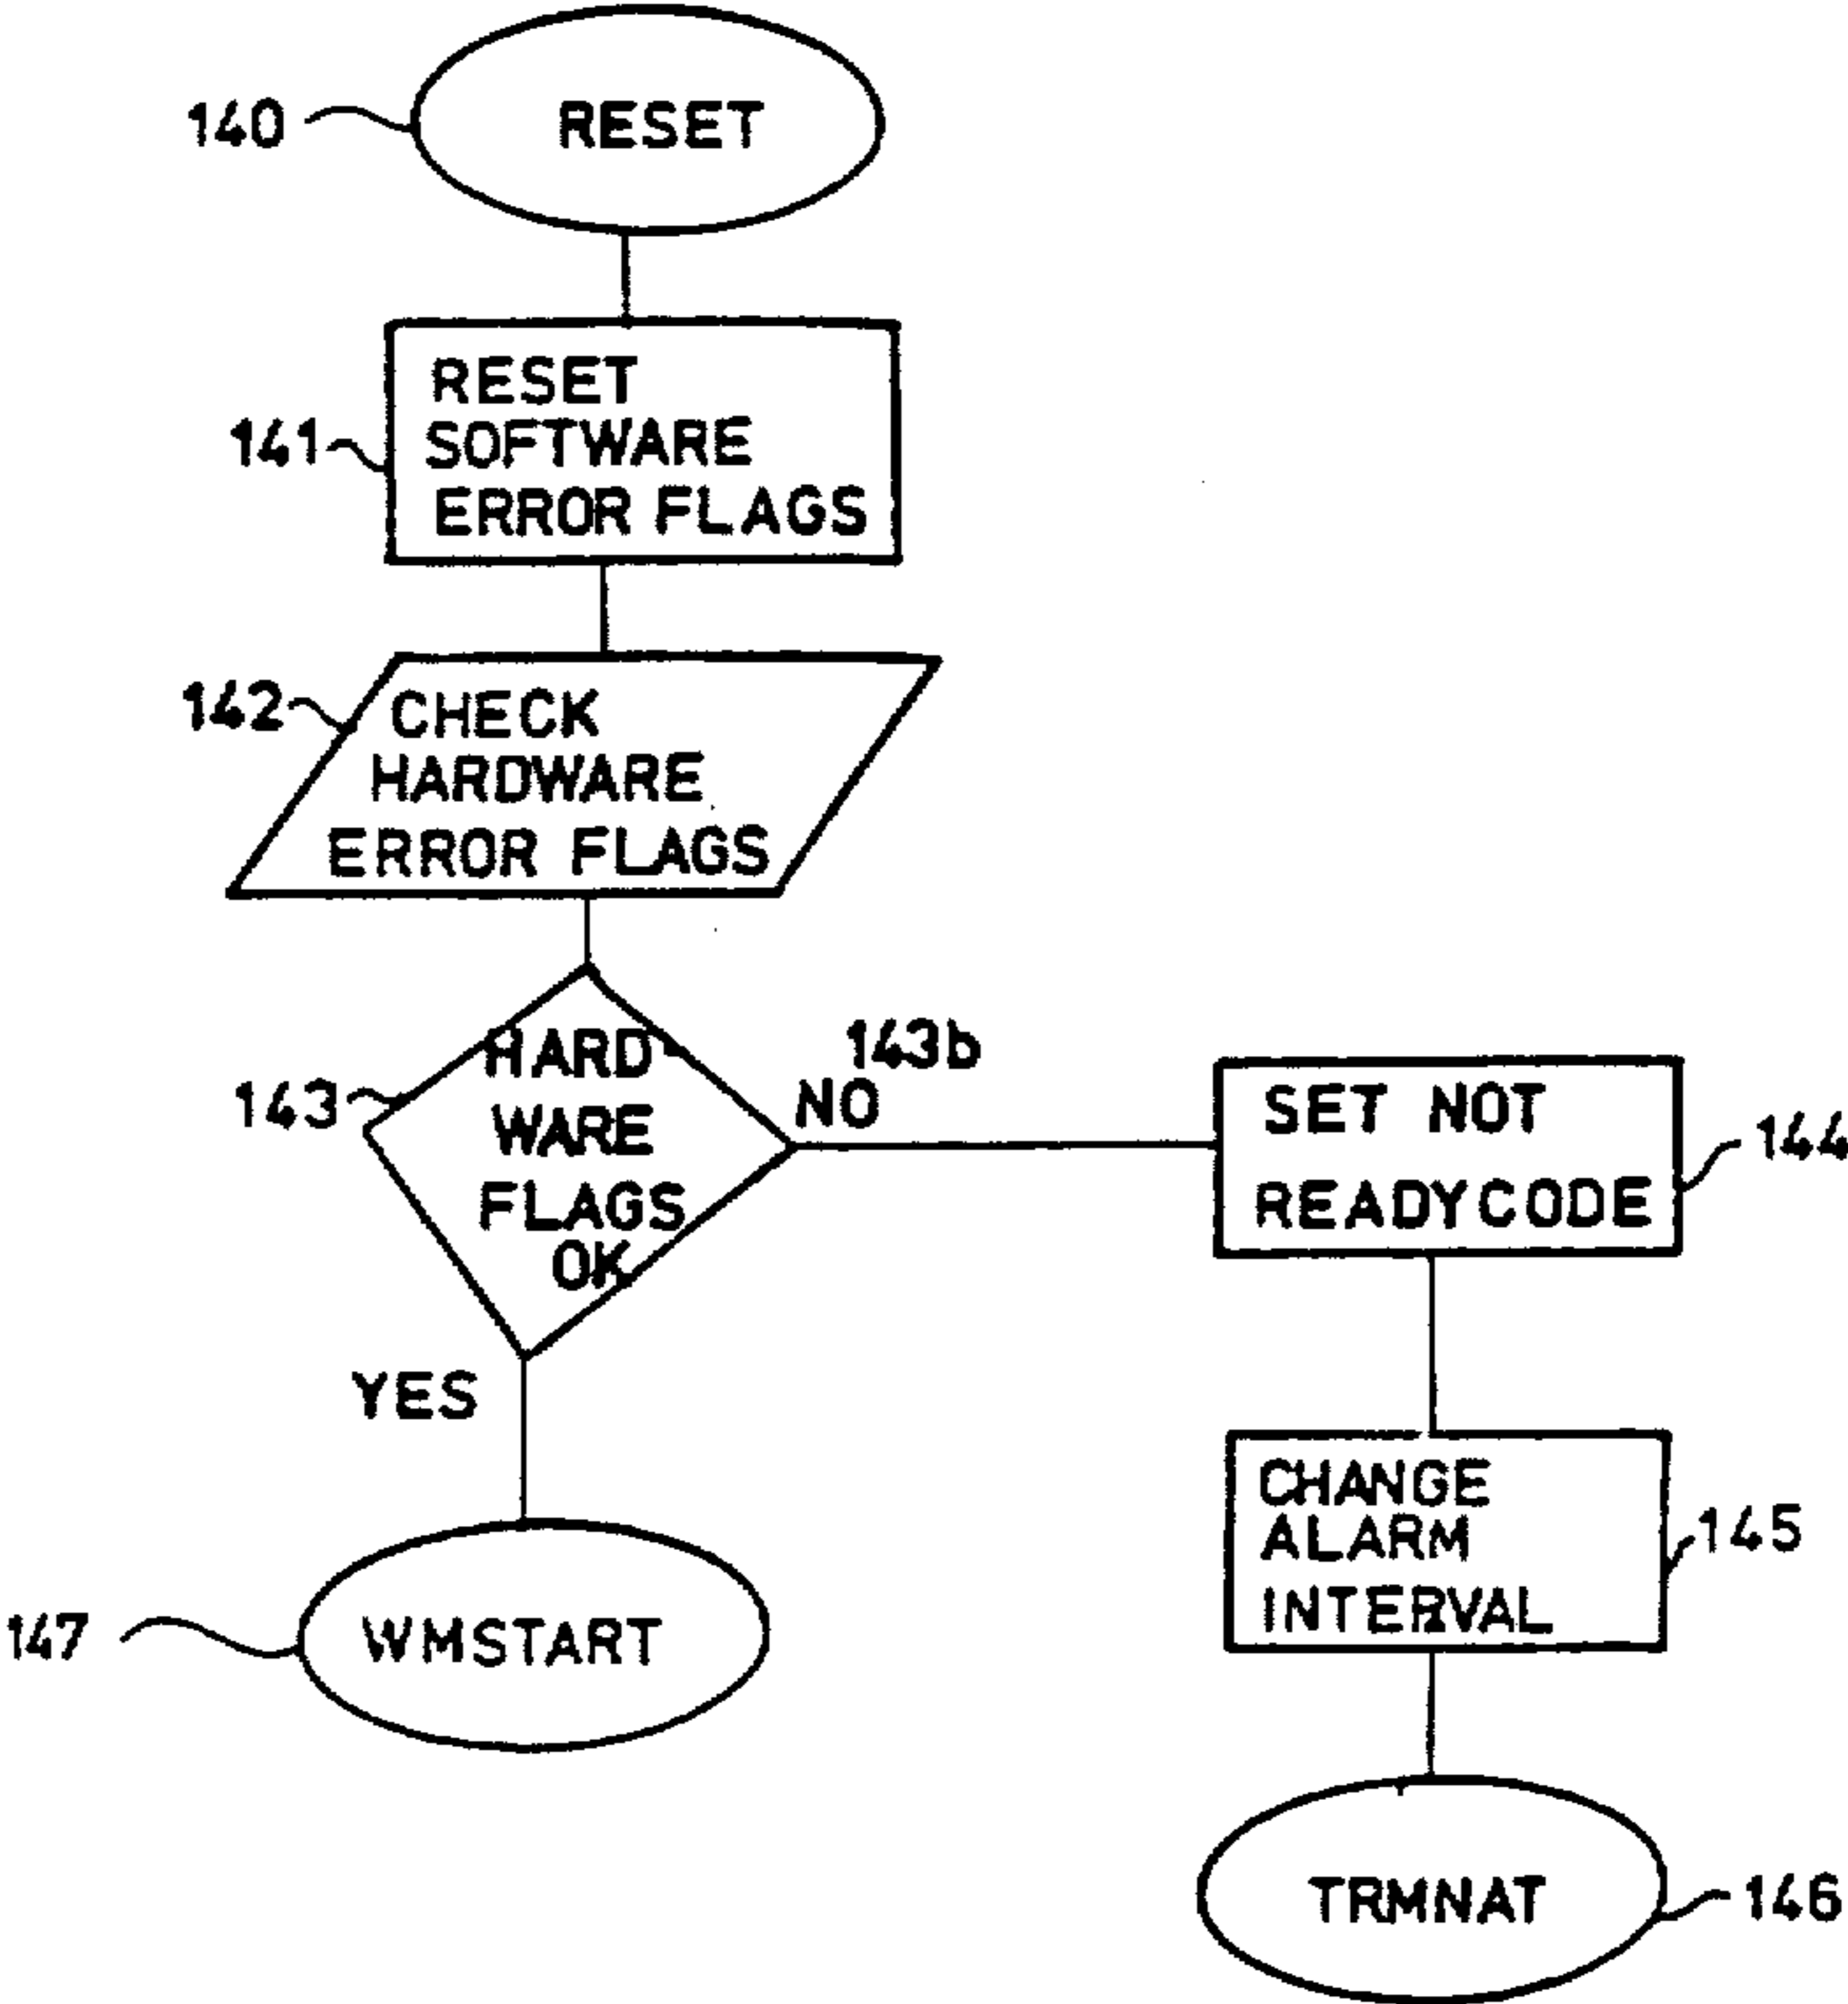 140
RESET
RESET
141
SOFTWARE
ERROR FLAGS
142
CHECK
HARDWARE
ERROR FLAGS
143
HARD
WARE
FLAGS
OK
143b
NO
YES
SET NOT
READYCODE
144
CHANGE
ALARM
INTERVAL
145
147
WMSTART
TRMNAT
146